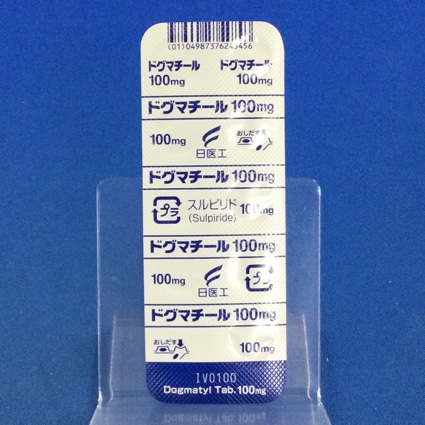 (01)04987376245456
ドグマチール ドグマチール
100mg 100mg
ドグマチール 100mg
100mg 日医工 おしだす
ドグマチール 100mg
プラ スルピリド 100mg
(Sulpiride)
ドグマチール 100mg
100mg 日医工 プラ
ドグマチール 100mg
おしだす 100mg
IV0100
Dogmatyl Tab.100mg